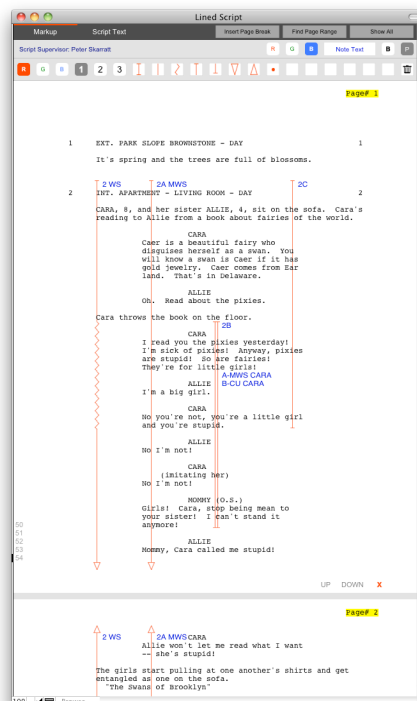 Lined Script
Markup Script Text Insert Page Break Find Page Range Show All
Script Supervisor: Peter Skarratt R G B Note Text B P
R G B 1 2 3
Page# 1
1 EXT. PARK SLOPE BROWNSTONE - DAY 1
It's spring and the trees are full of blossoms.
2 WS 2A MWS 2C
2 INT. APARTMENT - LIVING ROOM - DAY 2
CARA, 8, and her sister ALLIE, 4, sit on the sofa. Cara's
reading to Allie from a book about fairies of the world.
CARA
Caer is a beautiful fairy who
disguises herself as a swan. You
will know a swan is Caer if it has
gold jewelry. Caer comes from Ear
land. That's in Delaware.
ALLIE
Oh. Read about the pixies.
Cara throws the book on the floor.
2B
CARA
I read you the pixies yesterday!
I'm sick of pixies! Anyway, pixies
are stupid! So are fairies!
They're for little girls!
A-MWS CARA
ALLIE B-CU CARA
I'm a big girl.
CARA
No you're not, you're a little girl
and you're stupid.
ALLIE
No I'm not!
CARA
(imitating her)
No I'm not!
MOMMY (O.S.)
Girls! Cara, stop being mean to
your sister! I can't stand it
50 anymore!
51
52 ALLIE
53 Mommy, Cara called me stupid!
54
UP DOWN X
Page# 2
2 WS 2A MWS CARA
Allie won't let me read what I want
-- she's stupid!
The girls start pulling at one another's shirts and get
entangled as one on the sofa.
"The Swans of Brooklyn"
100